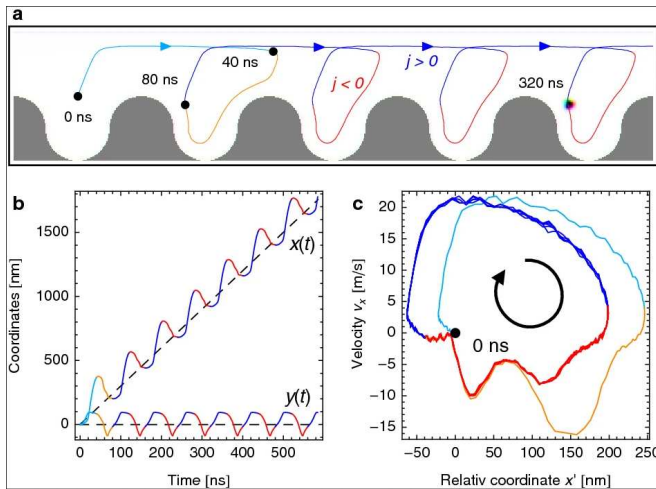 a
40 ns
80 ns
j<0
j>0
320 ns
0 ns
b
c
1500
1000
500
0
x(t)
y(t)
Coordinates [nm]
0 100 200 300 400 500
Time [ns]
20
15
10
5
0
−5
−10
−15
0 ns
Velocity vx [m/s]
−50 0 50 100 150 200 250
Relativ coordinate x' [nm]